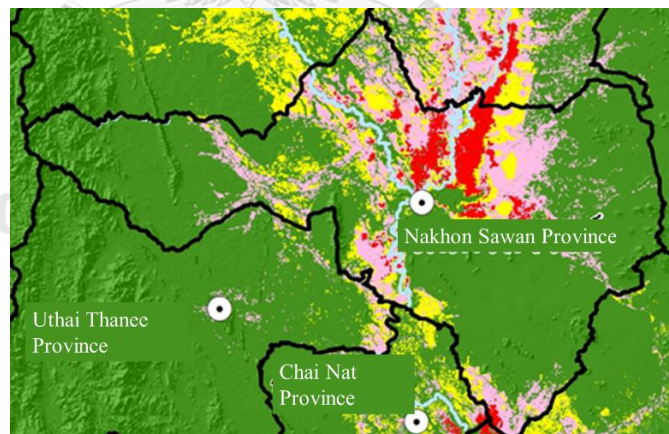 Nakhon Sawan Province
Uthai Thanee
Province
Chai Nat
Province